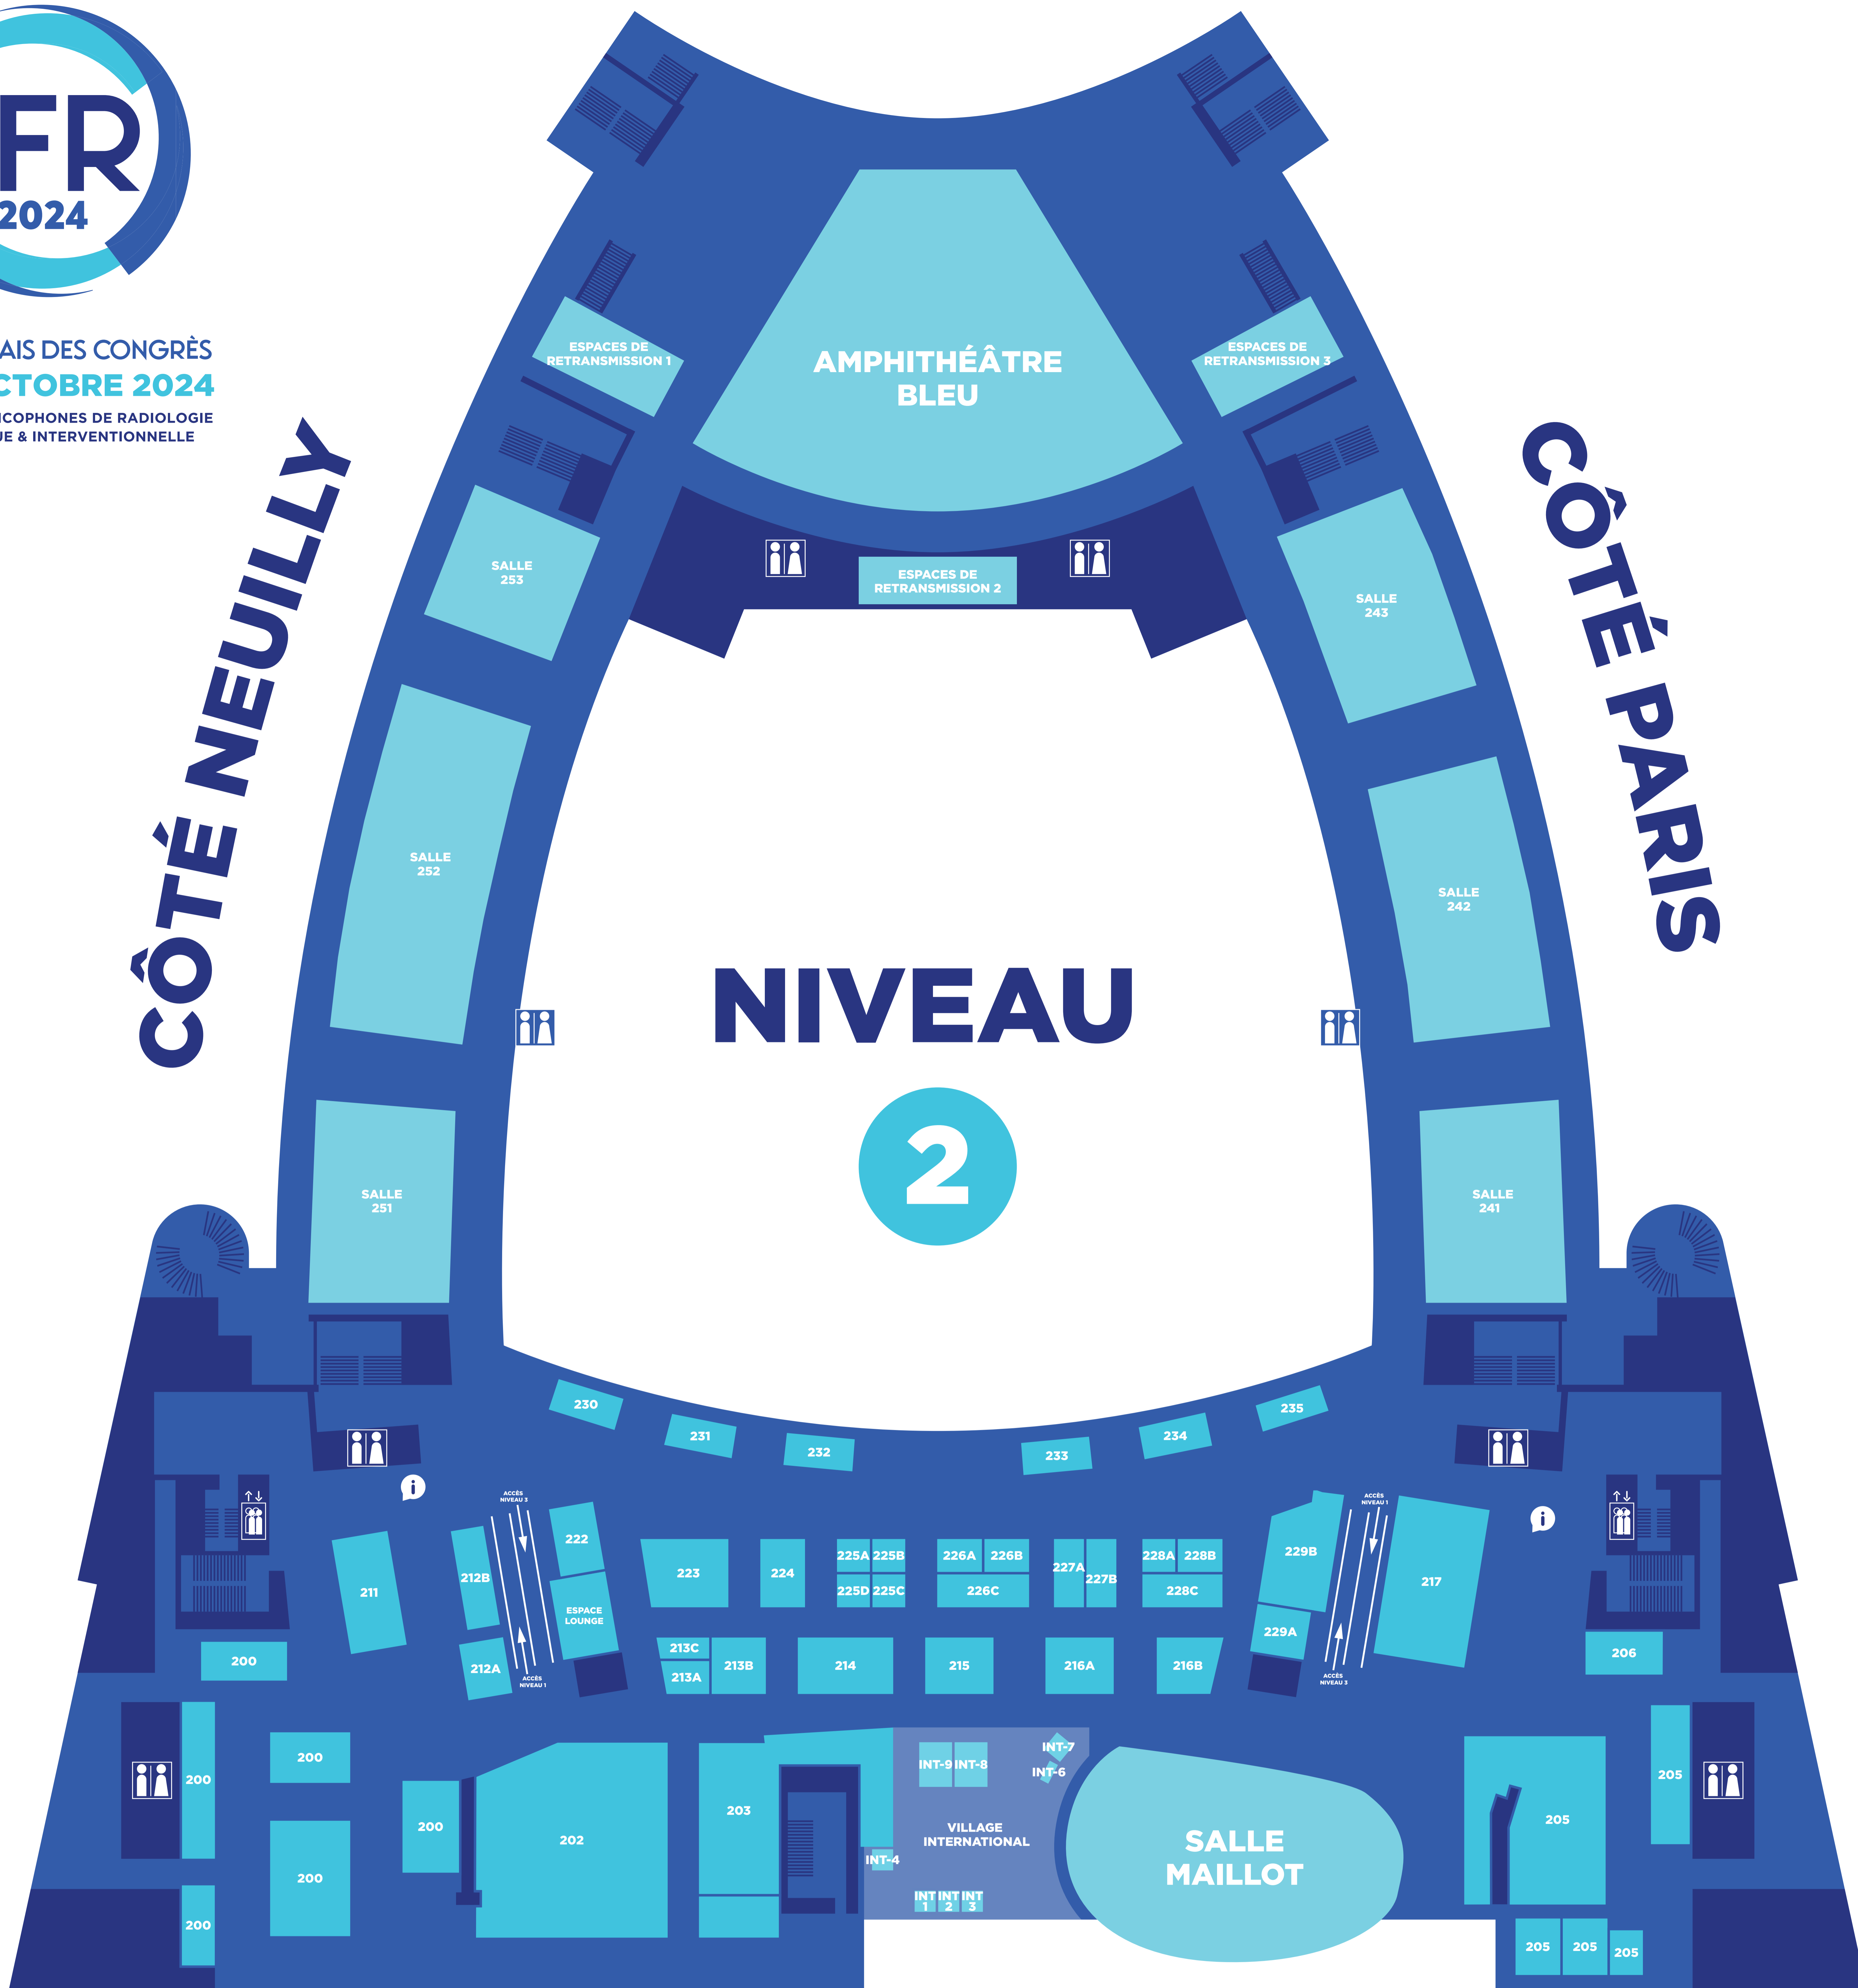 FR
2024
AIS DES CONGRÈS
CTOBRE 2024
COPHONES DE RADIOLOGIE
UE & INTERVENTIONNELLE
CÔTÉ NEUILLY
CÔTÉ PARIS
AMPHITHÉÂTRE
BLEU
ESPACES DE
RETRANSMISSION 1
ESPACES DE
RETRANSMISSION 3
ESPACES DE
RETRANSMISSION 2
SALLE
253
SALLE
243
SALLE
252
SALLE
242
NIVEAU
2
SALLE
251
SALLE
241
230
231
232
233
234
235
i
i
ACCÈS
NIVEAU 3
ACCÈS
NIVEAU 1
211
212B
212A
222
ESPACE
LOUNGE
ACCÈS
NIVEAU 1
223
224
225A
225B
225D
225C
226A
226B
226C
227A
227B
228A
228B
228C
229B
229A
217
ACCÈS
NIVEAU 3
200
213C
213A
213B
214
215
216A
216B
206
200
200
200
200
200
202
203
INT-9
INT-8
INT-7
INT-6
VILLAGE
INTERNATIONAL
INT-4
INT
1
INT
2
INT
3
SALLE
MAILLOT
205
205
205
205
205